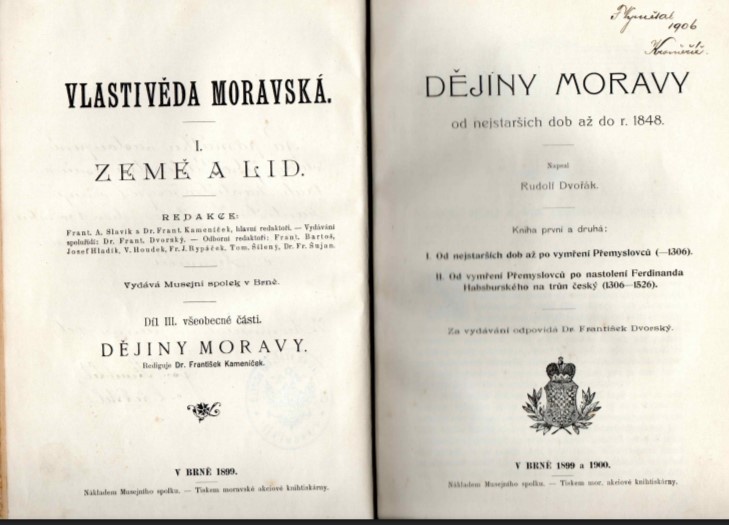 VLASTIVĚDA MORAVSKÁ.
I.
ZEMĚ A LID.
REDAKCE:
Frant. A. Slavík a Dr. Frant. Kameníček, hlavní redaktoři. — Vydávání
spolořídí: Dr. Frant. Dvorský. — Odborní redaktoři: Frant. Bartoš,
Josef Hladík, V. Houdek, Fr. J. Rypáček, Tom. Šílený, Dr. Fr. Šujan.
Vydává Musejní spolek v Brně.
Díl III. všeobecné části.
DĚJINY MORAVY.
Rediguje Dr. František Kameníček.
V BRNĚ 1899.
Nákladem Musejního spolku. — Tiskem moravské akciové knihtiskárny.
1906
DĚJINY MORAVY
od nejstarších dob až do r. 1848.
Napsal
Rudolf Dvořák.
Kniha první a druhá:
I. Od nejstarších dob až po vymření Přemyslovců (—1306).
II. Od vymření Přemyslovců po nastolení Ferdinanda
Habsburského na trůn český (1306—1526).
Za vydávání odpovídá Dr. František Dvorský.
V BRNĚ 1899 a 1900.
Nákladem Musejního spolku. — Tiskem mor. akciové knihtiskárny.